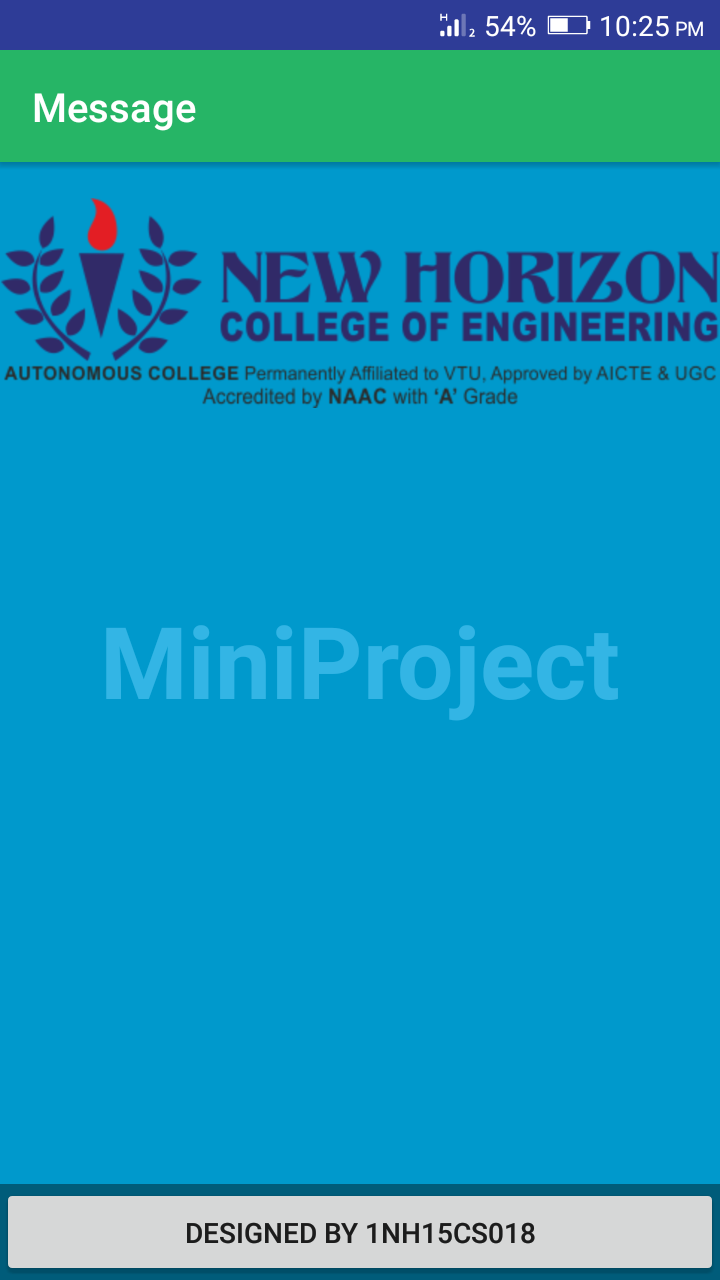 H 2 54% 10:25 PM
Message
NEW HORIZON
COLLEGE OF ENGINEERING
AUTONOMOUS COLLEGE Permanently Affiliated to VTU, Approved by AICTE & UGC
Accredited by NAAC with ‘A’ Grade
MiniProject
DESIGNED BY 1NH15CS018